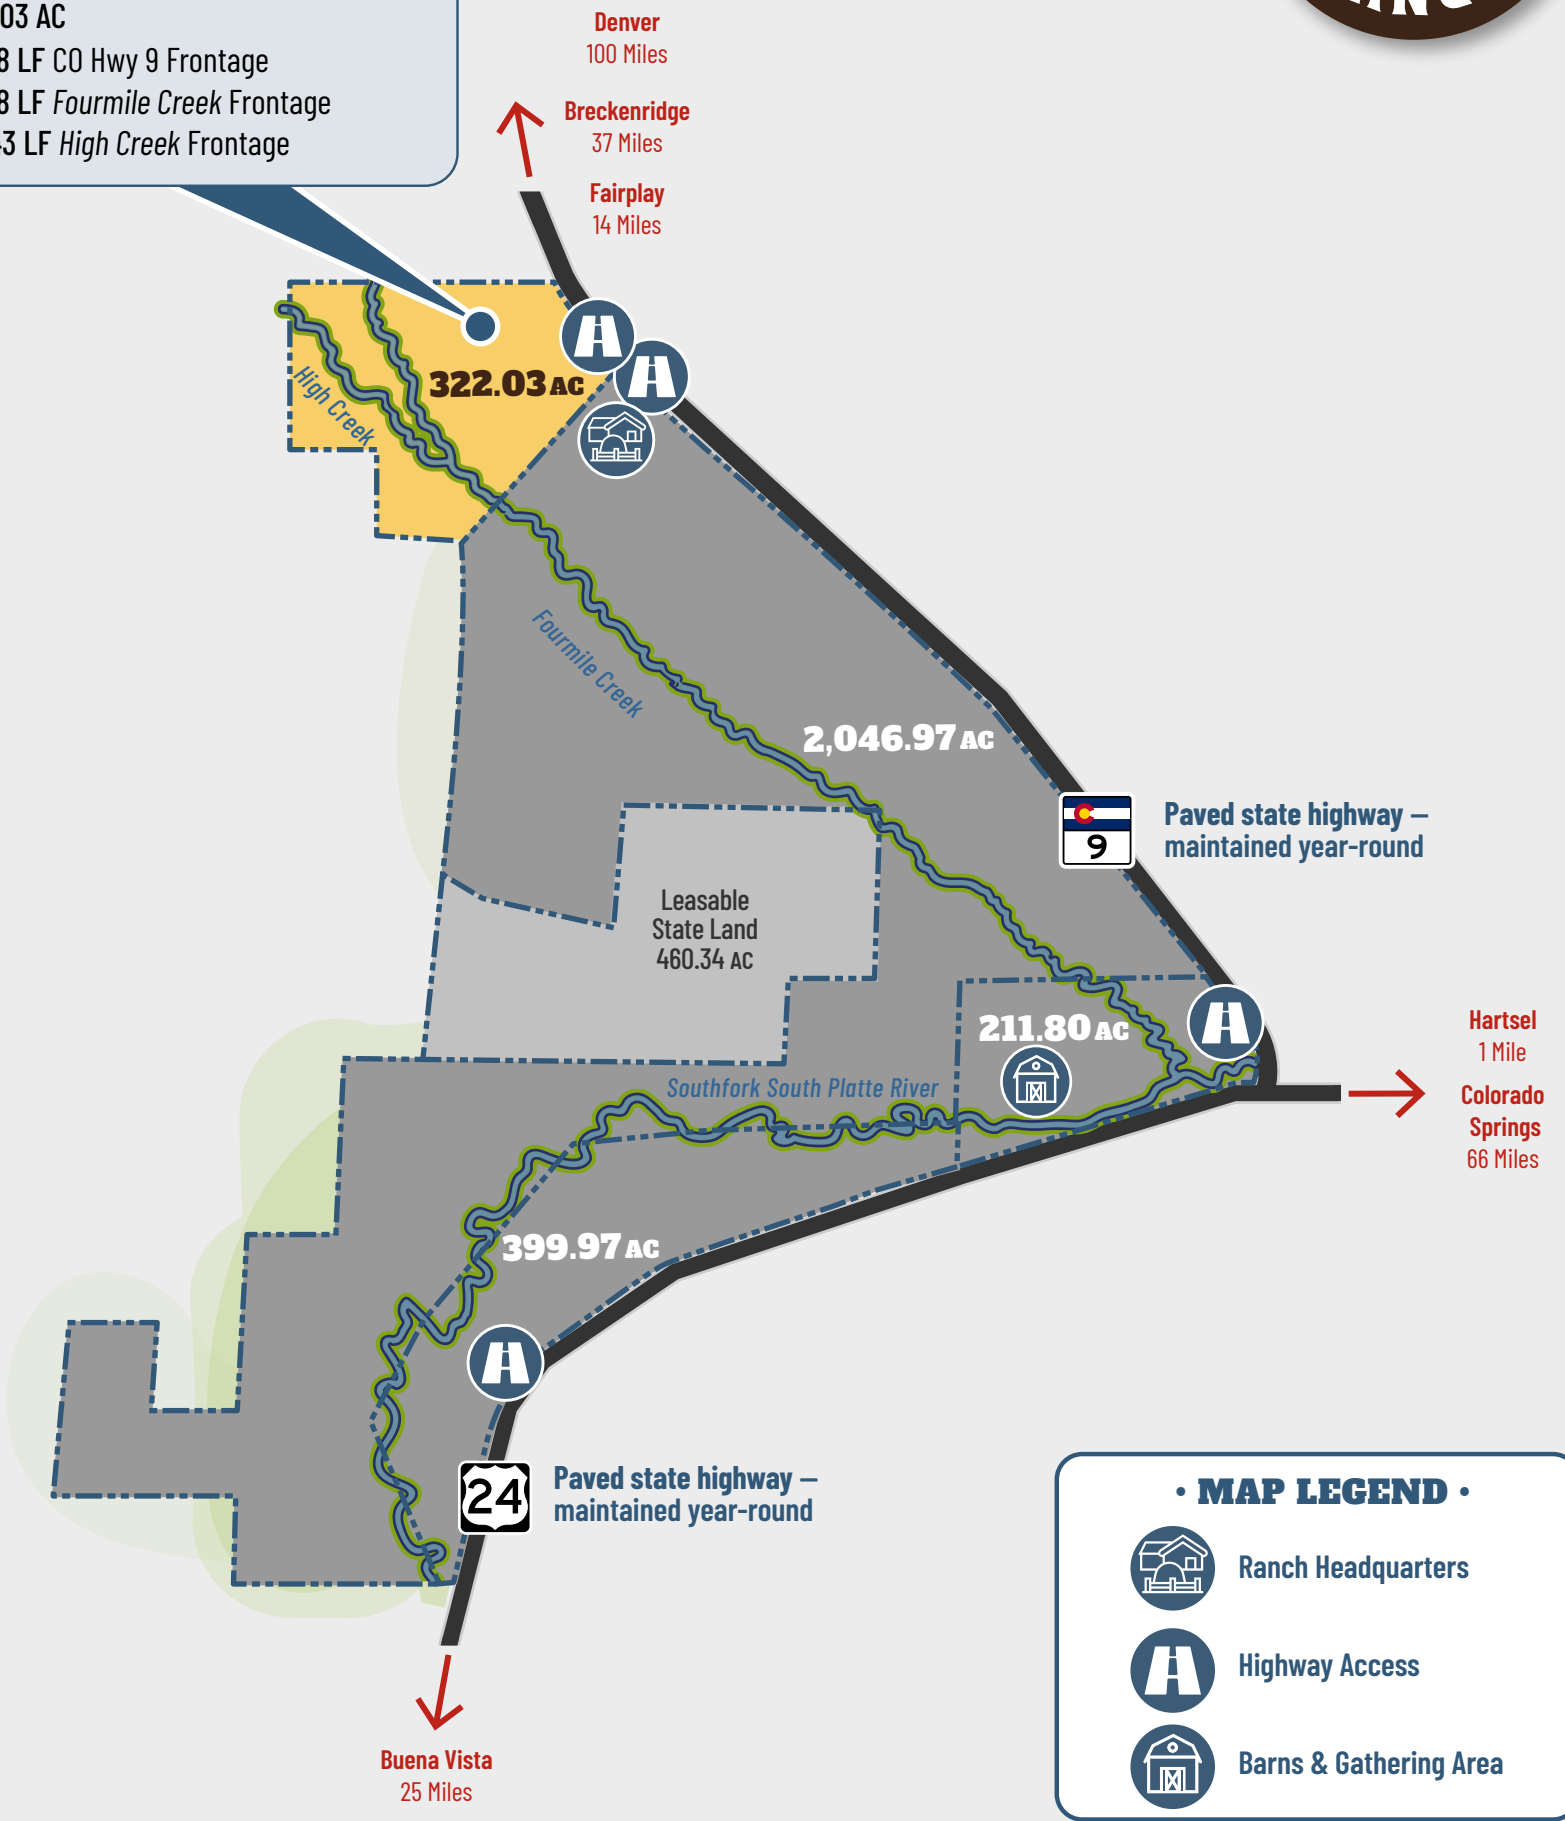 03 AC
8 LF CO Hwy 9 Frontage
8 LF Fourmile Creek Frontage
43 LF High Creek Frontage
Denver
100 Miles
Breckenridge
37 Miles
Fairplay
14 Miles
High Creek
322.03 AC
Fourmile Creek
2,046.97 AC
9
Paved state highway –
maintained year-round
Leasable
State Land
460.34 AC
211.80 AC
Hartsel
1 Mile
Colorado
Springs
66 Miles
Southfork South Platte River
399.97 AC
24
Paved state highway –
maintained year-round
Buena Vista
25 Miles
• MAP LEGEND •
Ranch Headquarters
Highway Access
Barns & Gathering Area